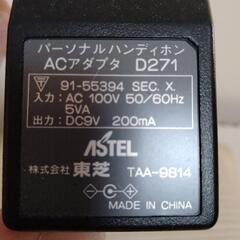 パーソナルハンディホン
ACアダプタ D271
91-55394 SEC. X.
入力：AC 100V 50/60Hz
5VA
出力：DC9V 200mA
ASTEL
株式会社 東芝 TAA-9814
MADE IN CHINA